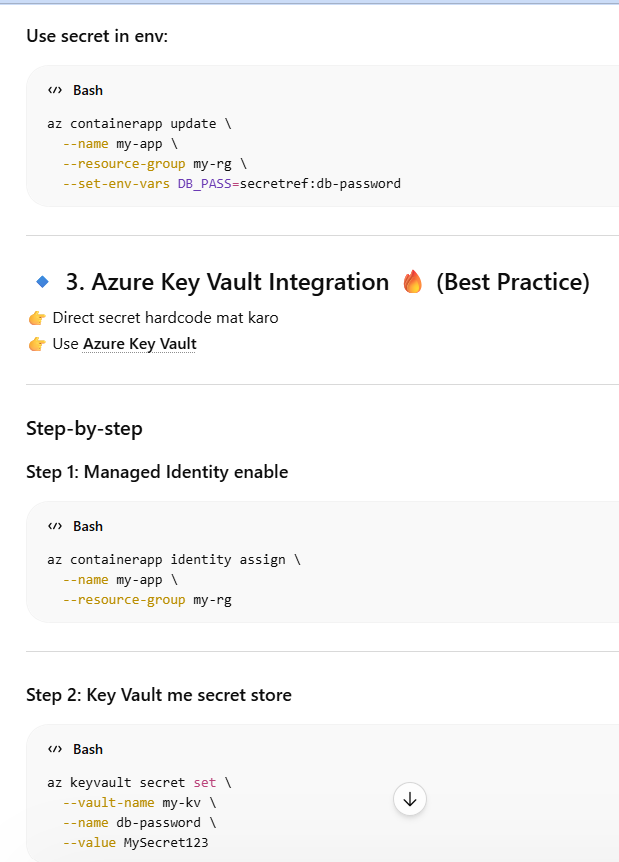 Use secret in env:
Bash
az containerapp update \
--name my-app \
--resource-group my-rg \
--set-env-vars DB_PASS=secretref:db-password
3. Azure Key Vault Integration 🔥 (Best Practice)
👉 Direct secret hardcode mat karo
👉 Use Azure Key Vault
Step-by-step
Step 1: Managed Identity enable
Bash
az containerapp identity assign \
--name my-app \
--resource-group my-rg
Step 2: Key Vault me secret store
Bash
az keyvault secret set \
--vault-name my-kv \
--name db-password \
--value MySecret123